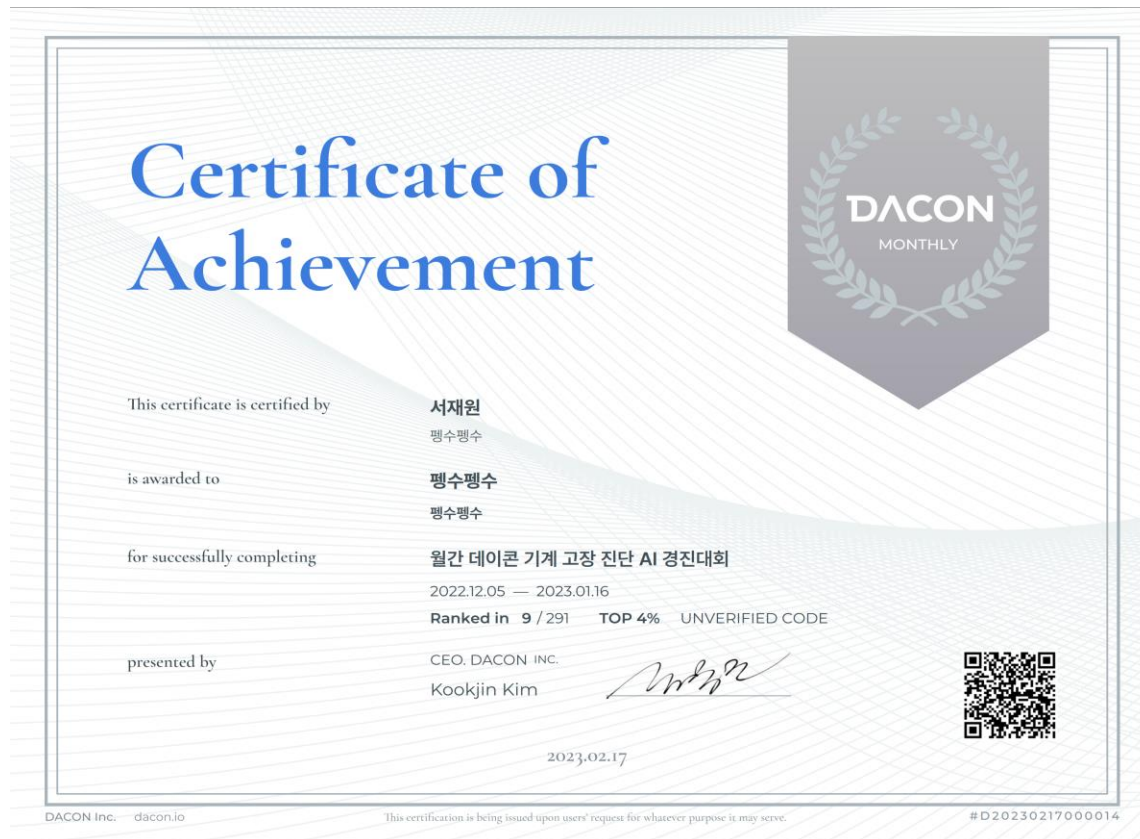 Certificate of
Achievement
DACON
MONTHLY
This certificate is certified by
서재원
펭수펭수
is awarded to
펭수펭수
펭수펭수
for successfully completing
월간 데이콘 기계 고장 진단 AI 경진대회
2022.12.05 — 2023.01.16
Ranked in 9 / 291 TOP 4% UNVERIFIED CODE
presented by
CEO. DACON INC.
Kookjin Kim
2023.02.17
DACON Inc. dacon.io
This certification is being issued upon users' request for whatever purpose it may serve.
#D20230217000014